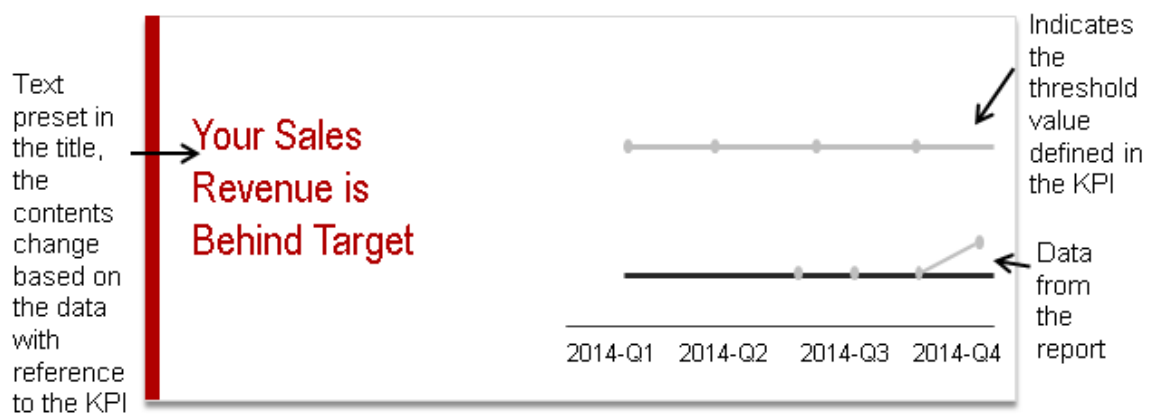 Text
preset in
the title,
the
contents
change
based on
the data
with
reference
to the KPI
Your Sales
Revenue is
Behind Target
Indicates
the
threshold
value
defined in
the KPI
Data
from
the
report
2014-Q1 2014-Q2 2014-Q3 2014-Q4